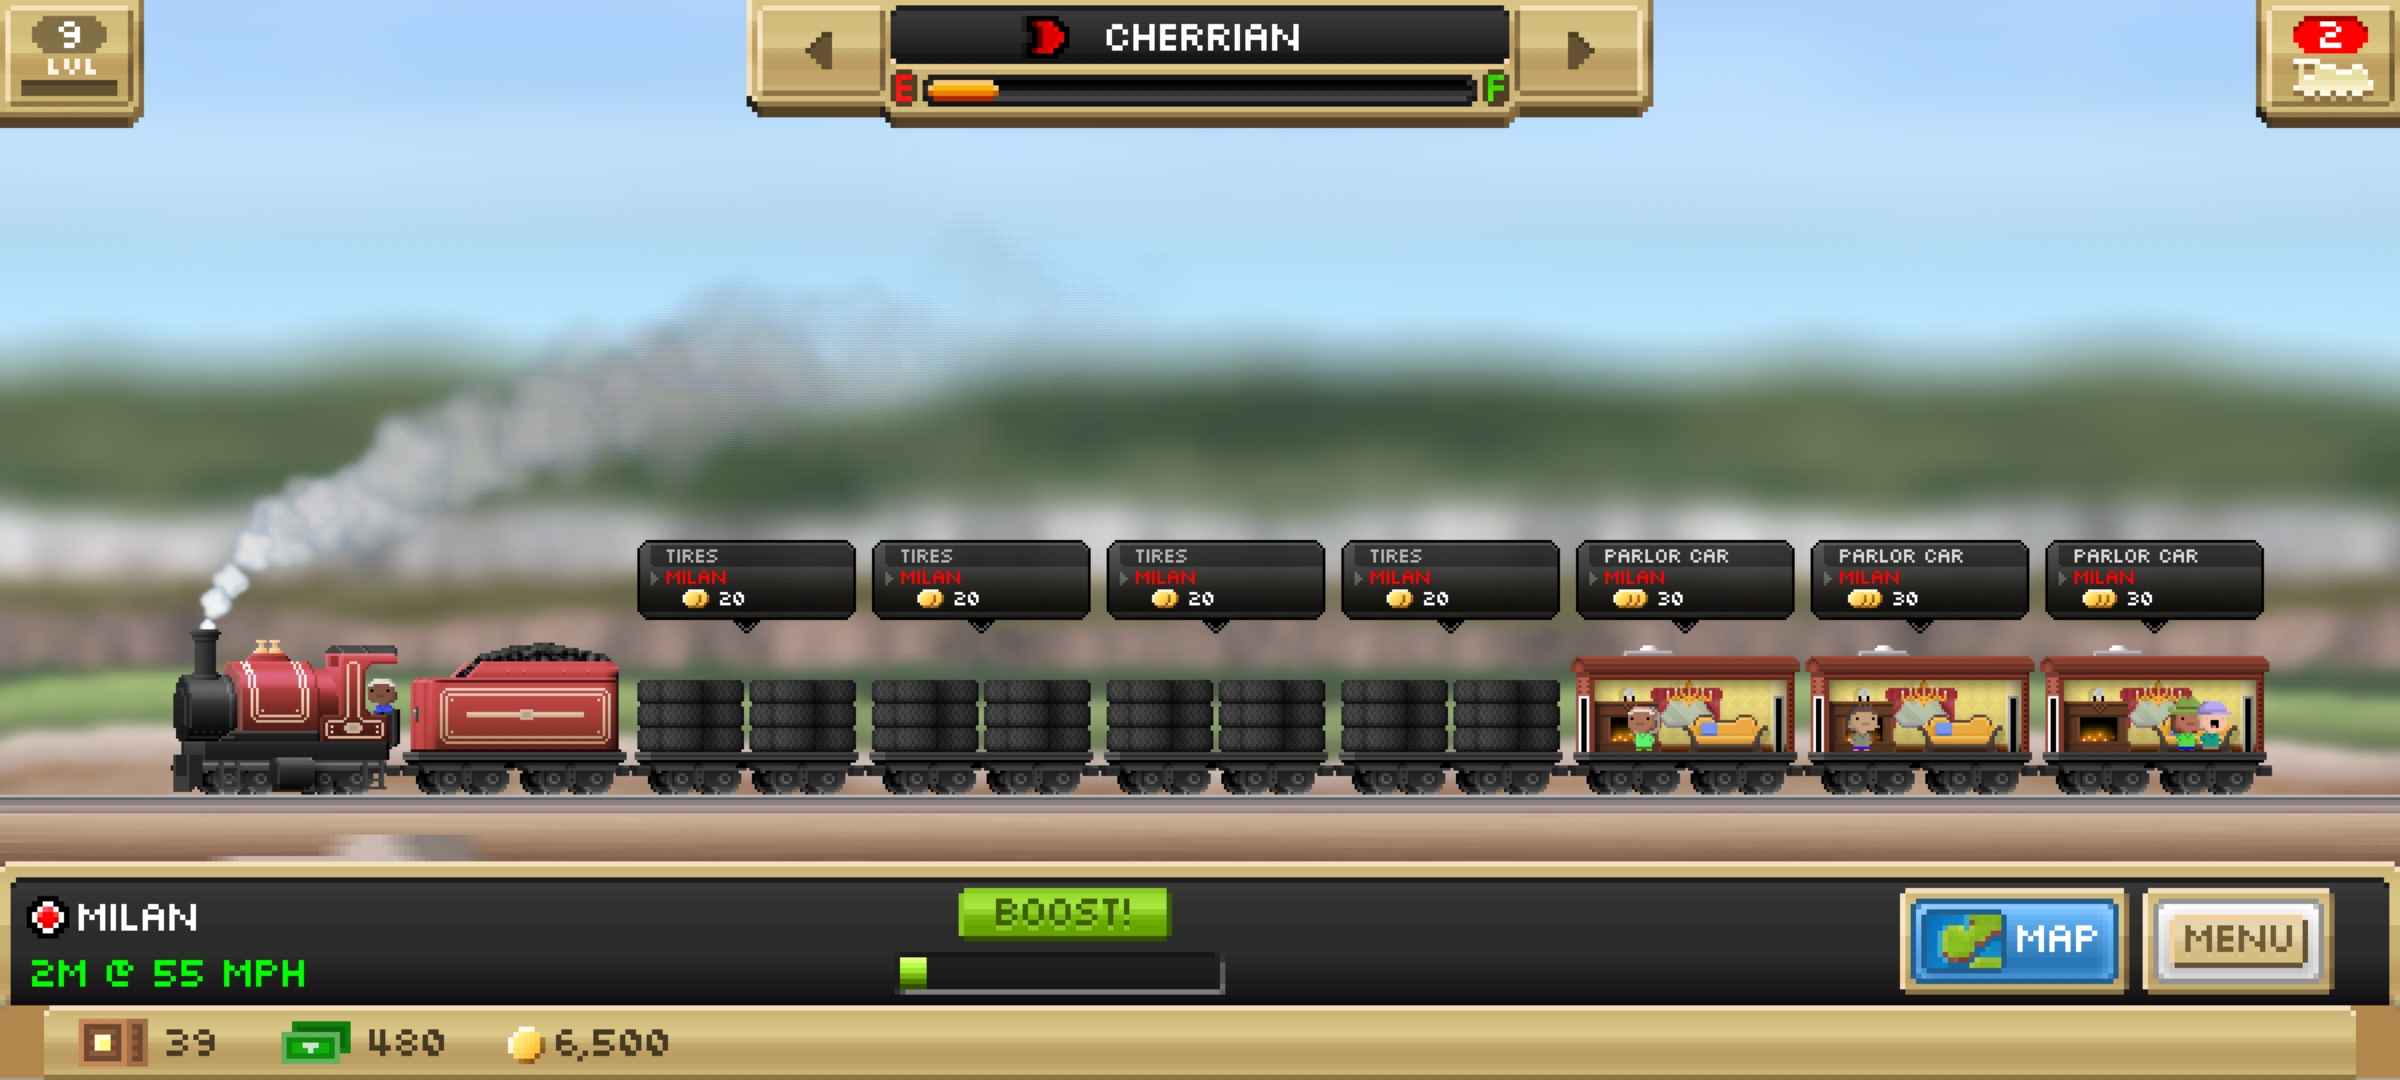 9
LVL
CHERRIAN
E F
2
TIRES
MILAN
20
TIRES
MILAN
20
TIRES
MILAN
20
TIRES
MILAN
20
PARLOR CAR
MILAN
30
PARLOR CAR
MILAN
30
PARLOR CAR
MILAN
30
MILAN
2M @ 55 MPH
BOOST!
MAP
MENU
39
480
6,500